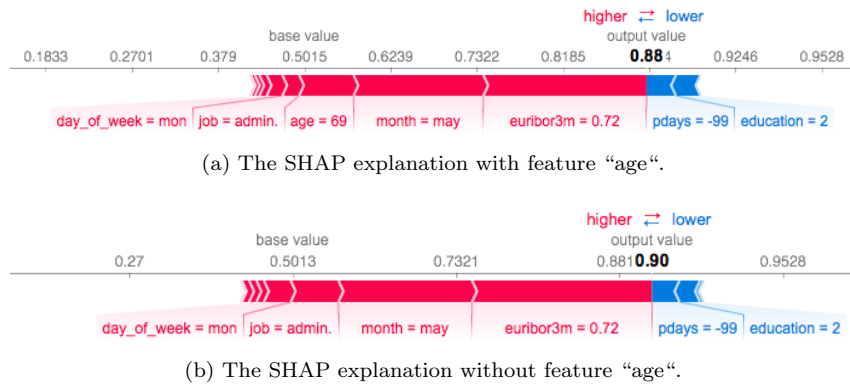 higher ⇄ lower
base value output value
0.1833 0.2701 0.379 0.5015 0.6239 0.7322 0.8185 0.884 0.9246 0.9528
day_of_week = mon job = admin. age = 69 month = may euribor3m = 0.72 pdays = -99 education = 2
(a) The SHAP explanation with feature “age“.
higher ⇄ lower
base value output value
0.27 0.5013 0.7321 0.881 0.90 0.9528
day_of_week = mon job = admin. month = may euribor3m = 0.72 pdays = -99 education = 2
(b) The SHAP explanation without feature “age“.